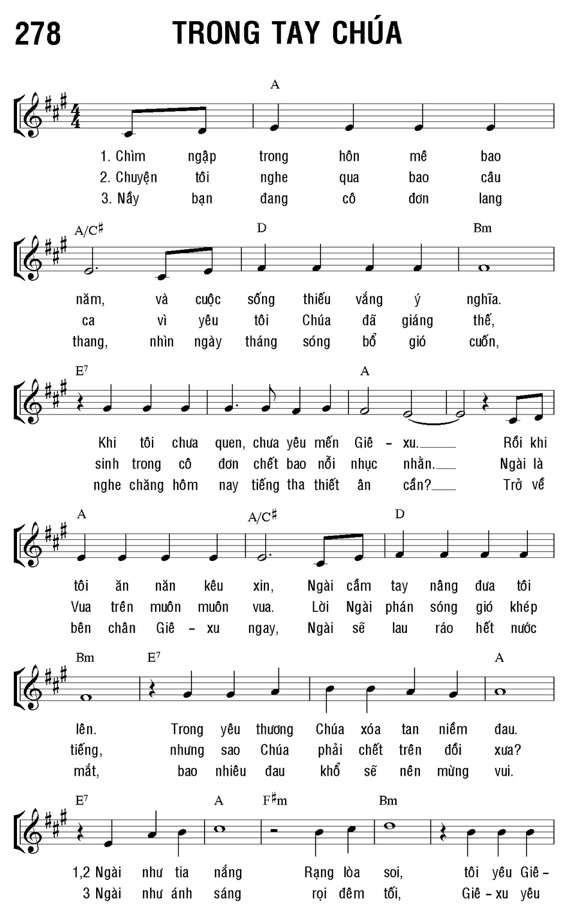 278 TRONG TAY CHÚA
A
1. Chìm ngập trong hôn mê bao
2. Chuyện tôi nghe qua bao câu
3. Nầy bạn đang cô đơn lang
A/C♯ D Bm
năm, và cuộc sống thiếu vắng ý nghĩa.
ca vì yêu tôi Chúa đã giáng thế,
thang, nhìn ngày tháng sóng bổ gió cuốn,
E7 A
Khi tôi chưa quen, chưa yêu mến Giê - xu. Rồi khi
sinh trong cô đơn chết bao nỗi nhục nhằn. Ngài là
nghe chăng hôm nay tiếng tha thiết ân cần? Trở về
A A/C♯ D
tôi ăn năn kêu xin, Ngài cầm tay nâng đưa tôi
Vua trên muôn muôn vua. Lời Ngài phán sóng gió khép
bên chân Giê - xu ngay, Ngài sẽ lau ráo hết nước
Bm E7 A
lên. Trong yêu thương Chúa xóa tan niềm đau.
tiếng, nhưng sao Chúa phải chết trên đồi xưa?
mắt, bao nhiêu đau khổ sẽ nên mừng vui.
E7 A F♯m Bm
1,2 Ngài như tia nắng Rạng lòa soi, tôi yêu Giê-
3 Ngài như ánh sáng rọi đêm tối, Giê - xu yêu